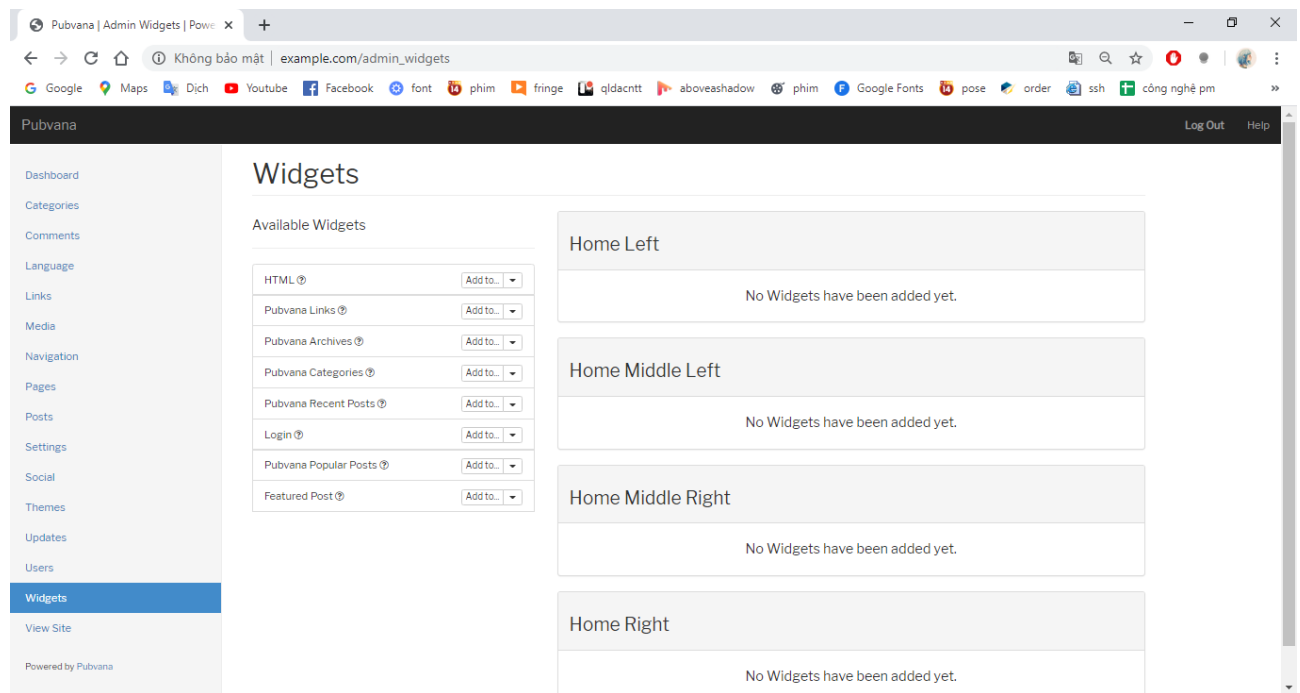 Pubvana | Admin Widgets | Powe
Không bảo mật | example.com/admin_widgets
Google Maps Dịch Youtube Facebook font phim fringe qldacntt aboveashadow phim Google Fonts pose order ssh công nghệ pm »
Pubvana Log Out Help
Dashboard
Categories
Comments
Language
Links
Media
Navigation
Pages
Posts
Settings
Social
Themes
Updates
Users
Widgets
View Site
Powered by Pubvana
Widgets
Available Widgets
HTML Add to...
Pubvana Links Add to...
Pubvana Archives Add to...
Pubvana Categories Add to...
Pubvana Recent Posts Add to...
Login Add to...
Pubvana Popular Posts Add to...
Featured Post Add to...
Home Left
No Widgets have been added yet.
Home Middle Left
No Widgets have been added yet.
Home Middle Right
No Widgets have been added yet.
Home Right
No Widgets have been added yet.